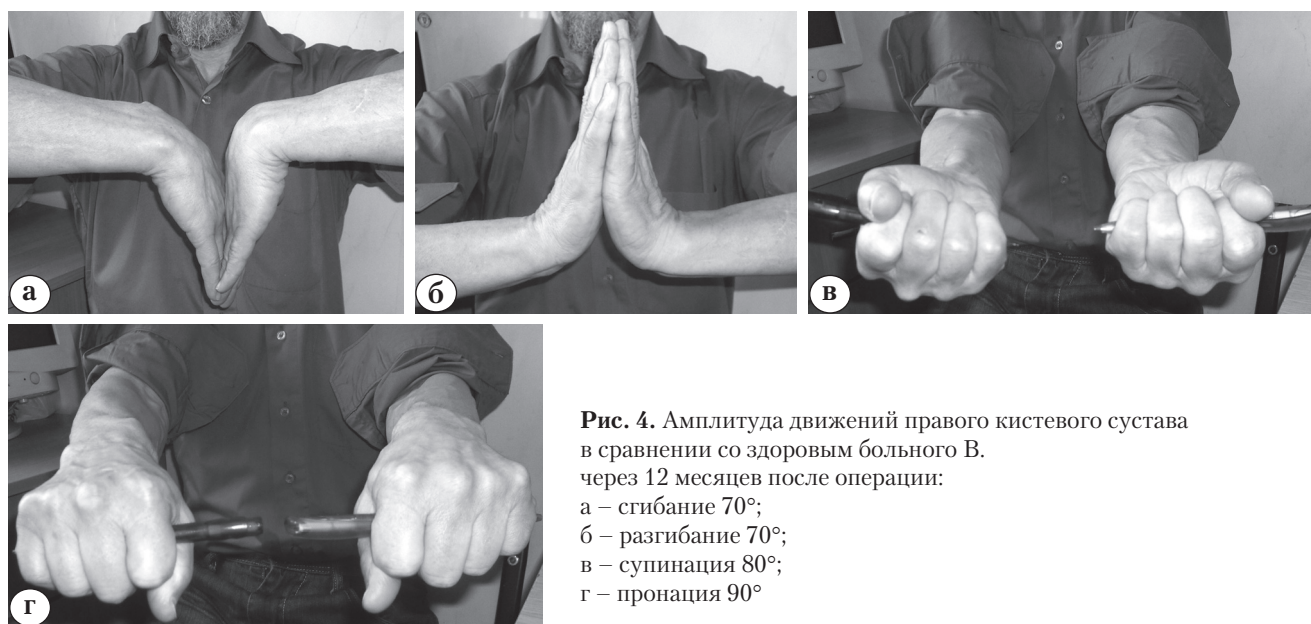 а
б
в
г
Рис. 4. Амплитуда движений правого кистевого сустава
в сравнении со здоровым больного В.
через 12 месяцев после операции:
а – сгибание 70°;
б – разгибание 70°;
в – супинация 80°;
г – пронация 90°